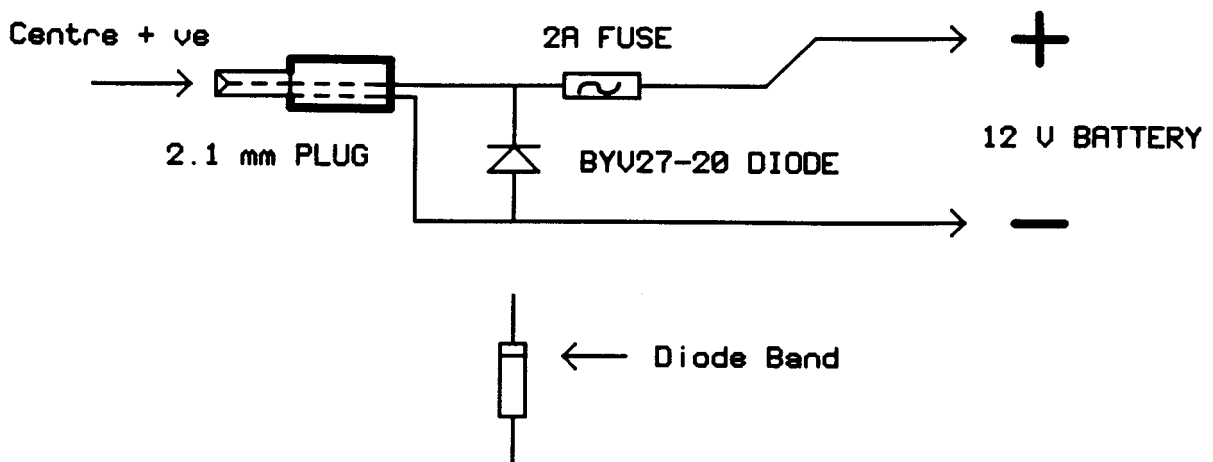 Centre + ve
2A FUSE
+
2.1 mm PLUG
BYV27-20 DIODE
12 V BATTERY
−
Diode Band